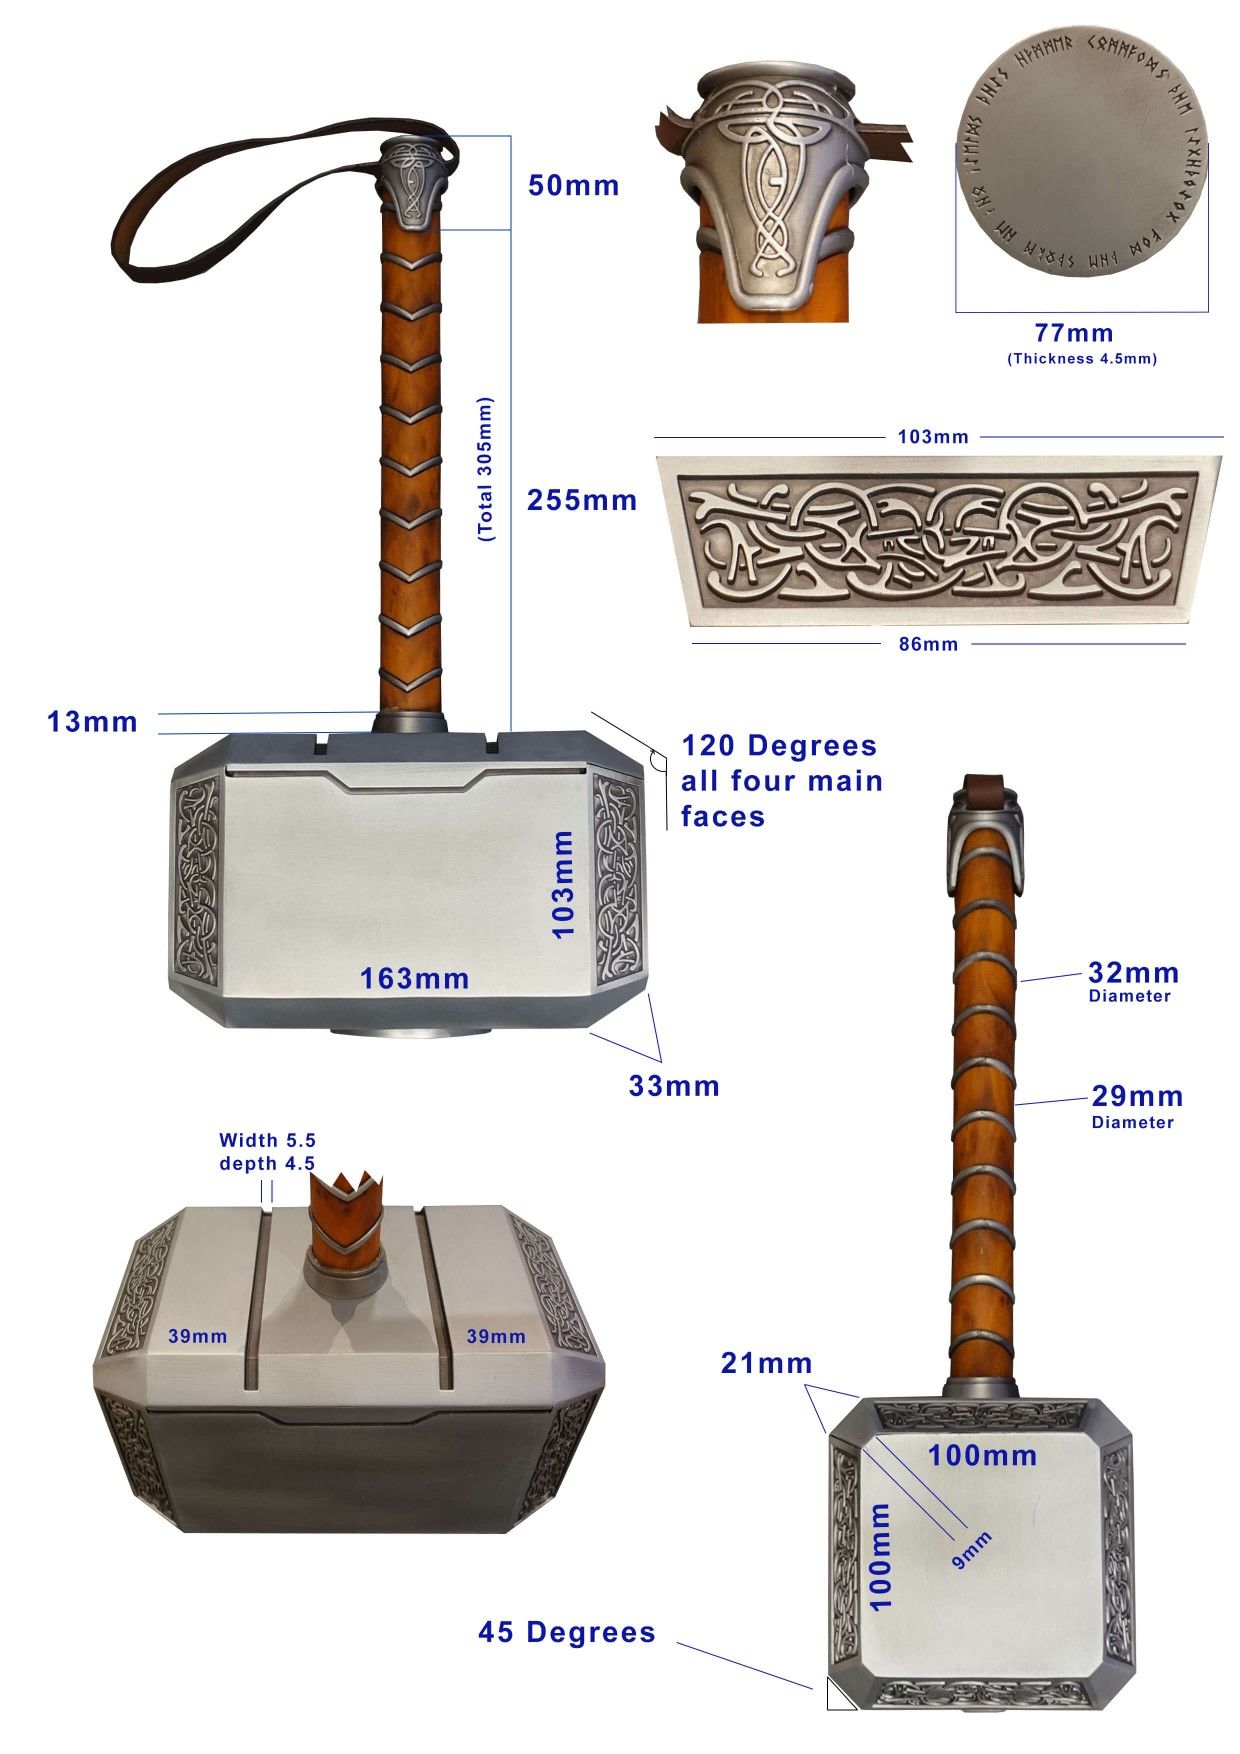 50mm
77mm
(Thickness 4.5mm)
103mm
(Total 305mm)
255mm
86mm
13mm
120 Degrees
all four main
faces
103mm
163mm
32mm
Diameter
33mm
29mm
Diameter
Width 5.5
depth 4.5
39mm
39mm
21mm
100mm
100mm
9mm
45 Degrees